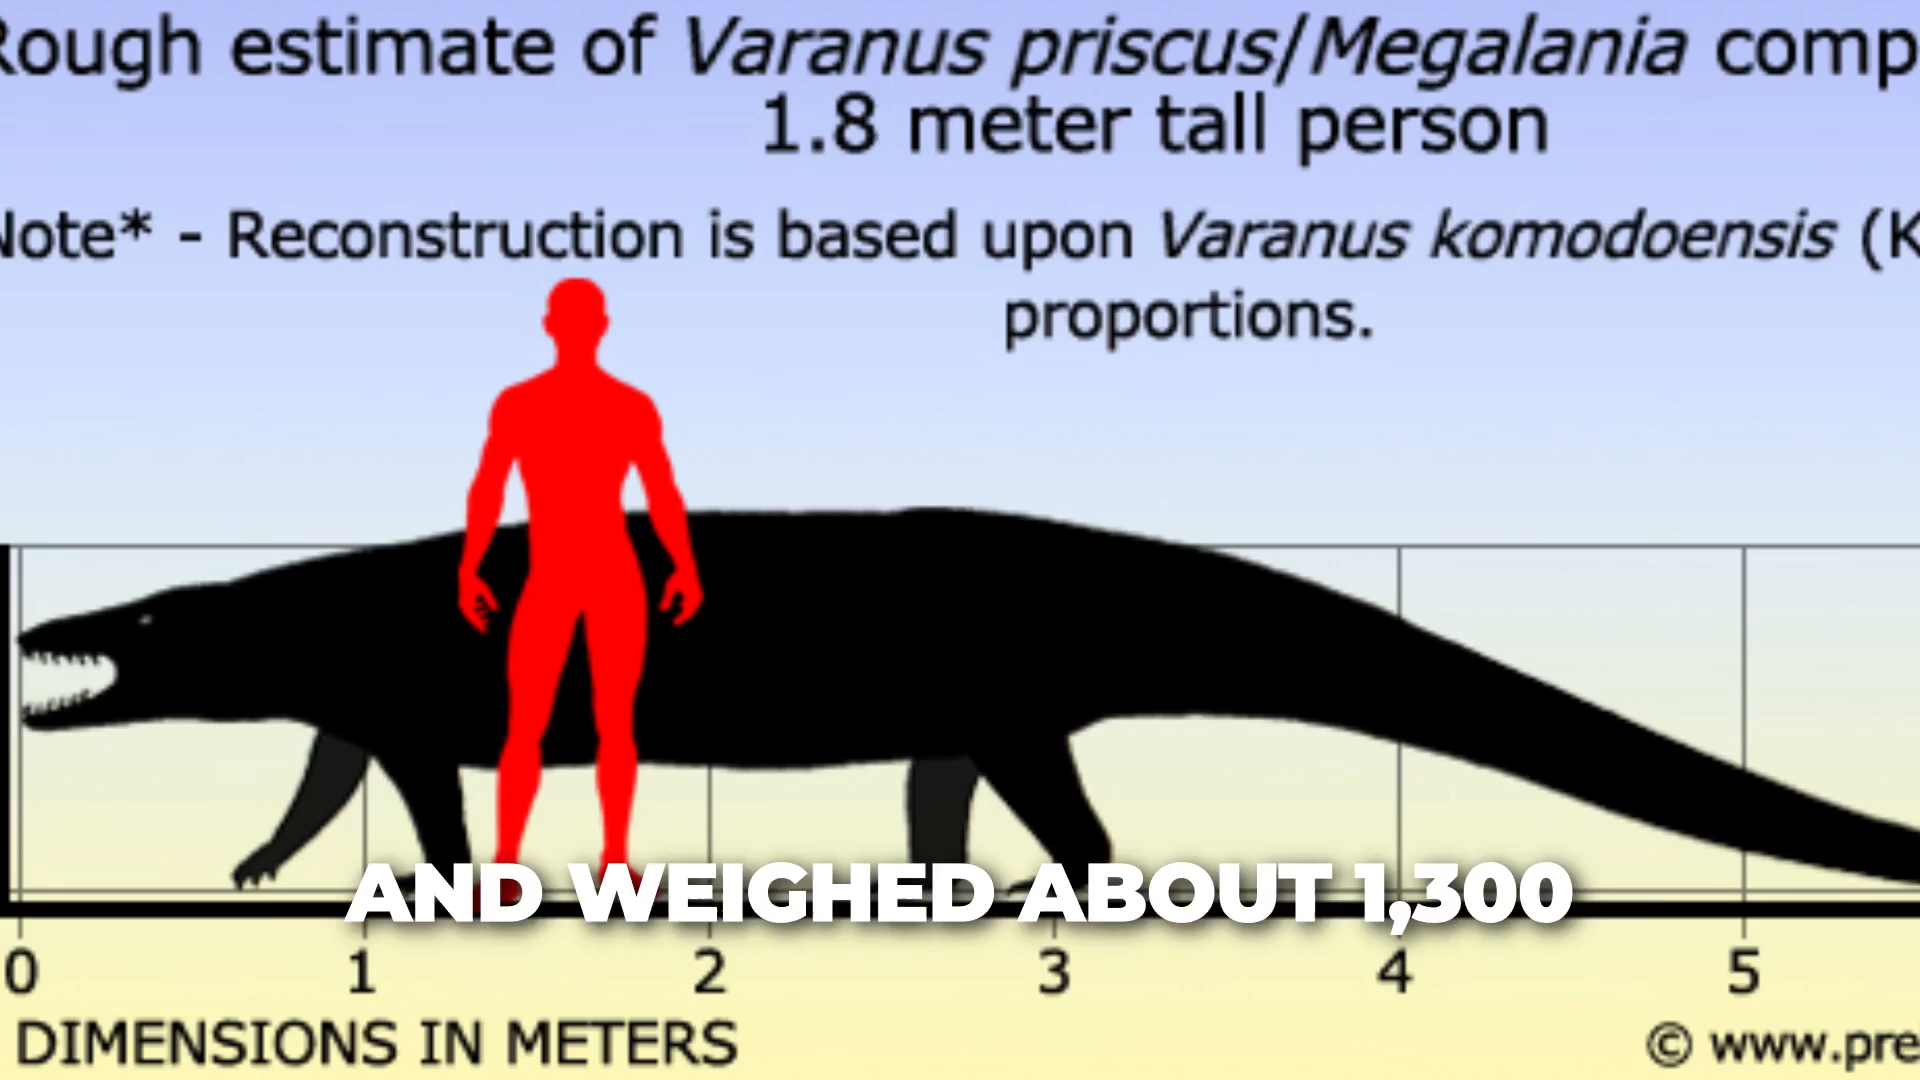 Rough estimate of Varanus priscus/Megalania comp
1.8 meter tall person
Note* - Reconstruction is based upon Varanus komodoensis (K
proportions.
AND WEIGHED ABOUT 1,300
0 1 2 3 4 5
DIMENSIONS IN METERS
© www.pre